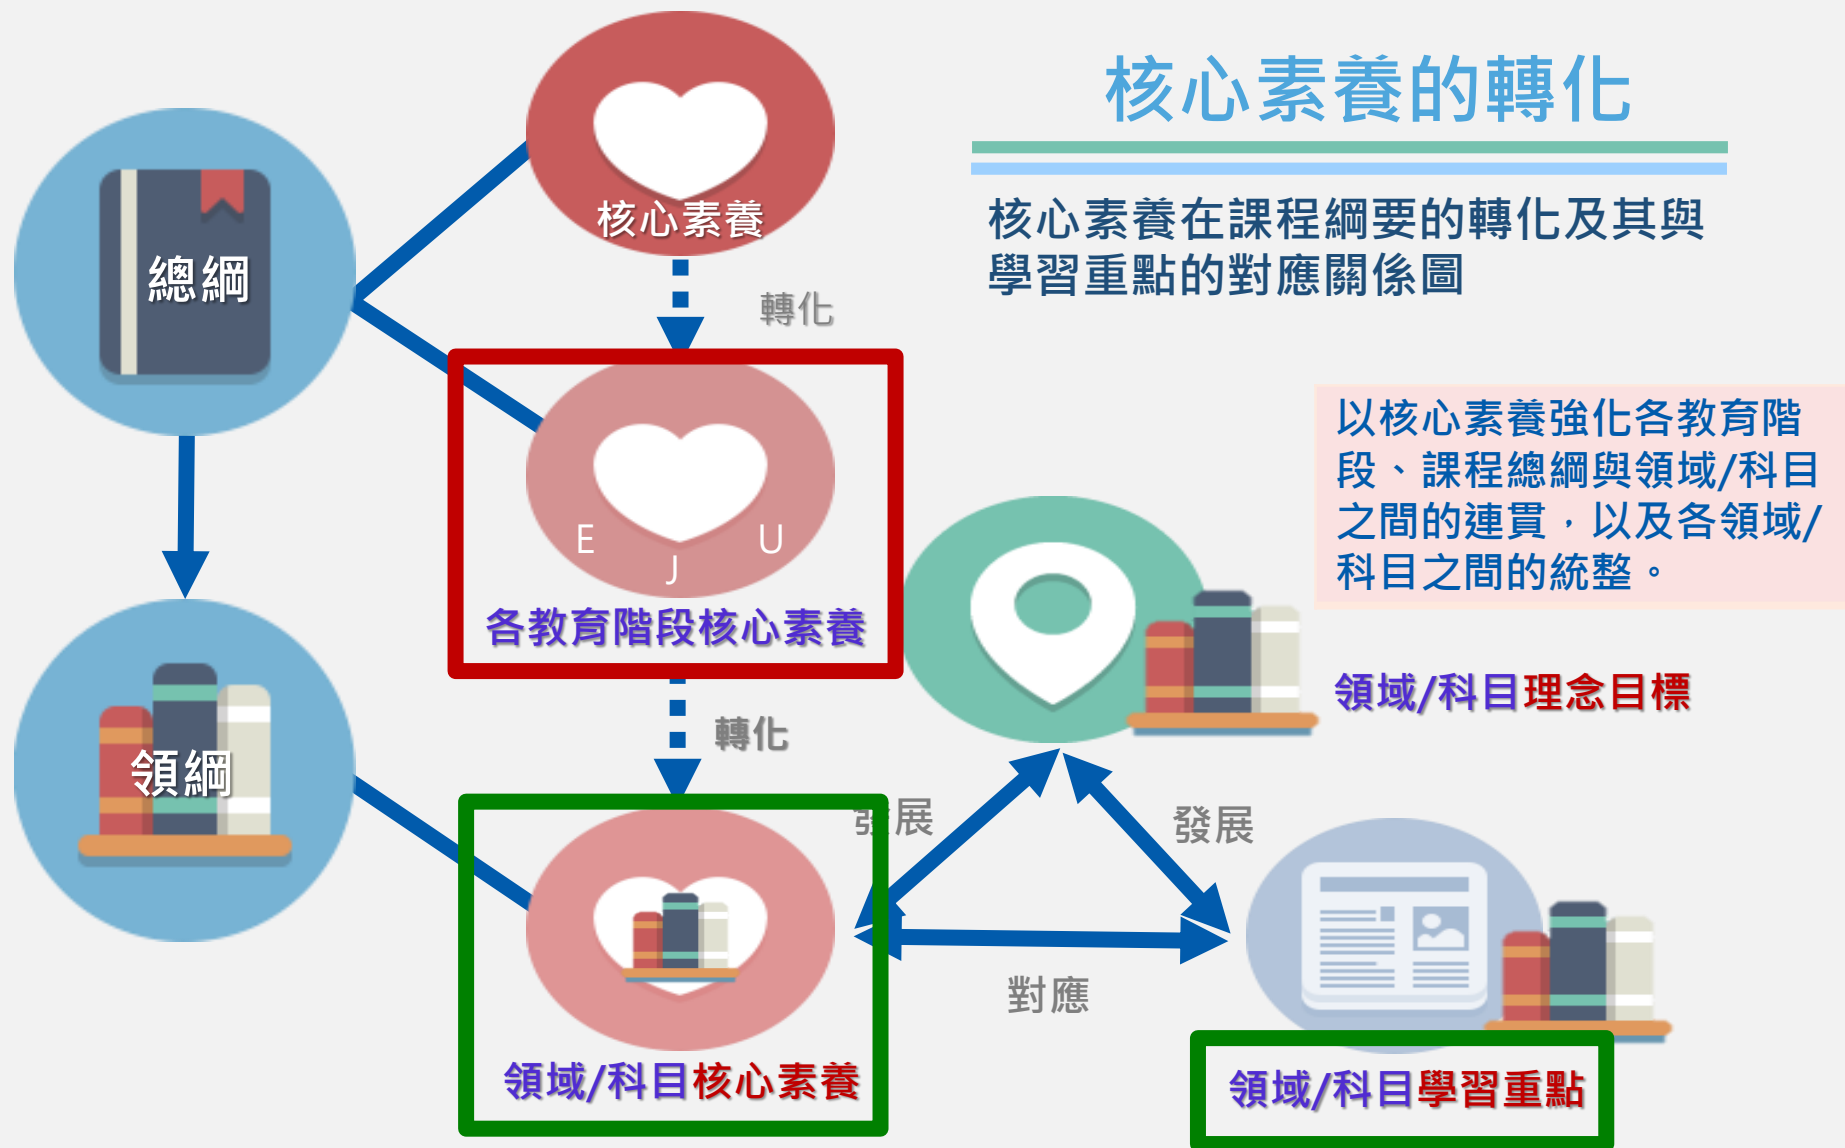 核心素養的轉化
核心素養在課程綱要的轉化及其與
學習重點的對應關係圖
總綱
核心素養
轉化
E
J
U
各教育階段核心素養
以核心素養強化各教育階
段、課程總綱與領域/科目
之間的連貫，以及各領域/
科目之間的統整。
領域/科目理念目標
轉化
領綱
發展
發展
對應
領域/科目核心素養
領域/科目學習重點